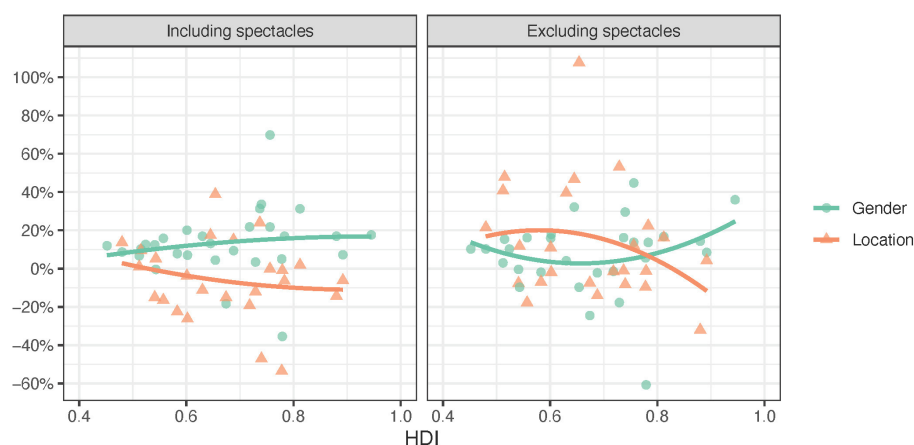 Including spectacles
Excluding spectacles
100%
80%
60%
40%
20%
0%
−20%
−40%
−60%
0.4 0.6 0.8 1.0
0.4 0.6 0.8 1.0
HDI
Gender
Location